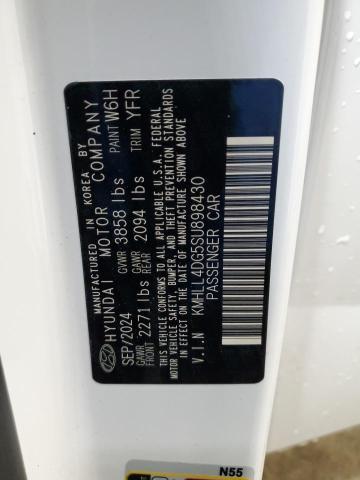 MANUFACTURED IN KOREA BY
HYUNDAI MOTOR COMPANY
SEP/2024 GVWR 3858 lbs PAINT W6H
GAWR FRONT 2271 lbs GAWR REAR 2094 lbs TRIM YFR
THIS VEHICLE CONFORMS TO ALL APPLICABLE U.S.A. FEDERAL
MOTOR VEHICLE SAFETY, BUMPER, AND THEFT PREVENTION STANDARDS
IN EFFECT ON THE DATE OF MANUFACTURE SHOWN ABOVE
V.I.N KMHLL4DG5SU898430
PASSENGER CAR
N55